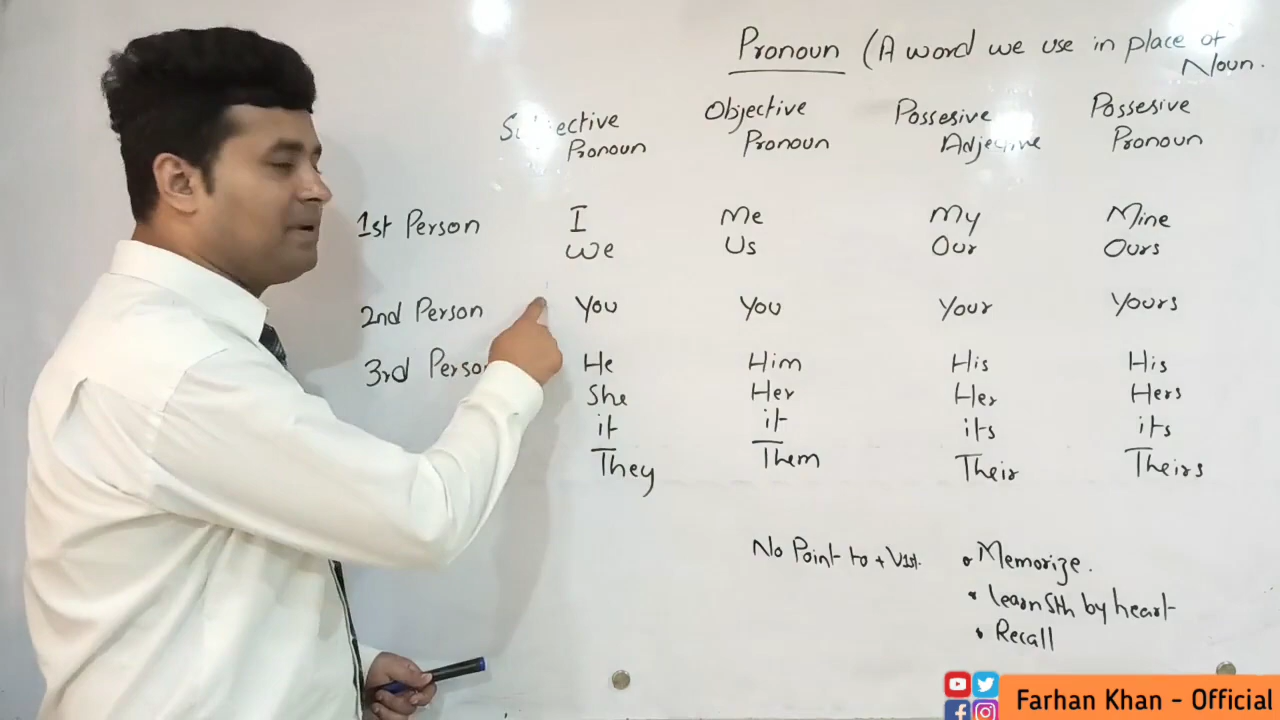 Pronoun (A word we use in place of
Noun.
Subjective Objective Possesive Possesive
Pronoun Pronoun Adjective Pronoun
1st Person I Me My Mine
We Us Our Ours
2nd Person You You Your Yours
3rd Person He Him His His
She Her Her Hers
it it its its
They Them Their Theirs
No Point to + V1st. • Memorize.
• learn Sth by heart
• Recall
Farhan Khan - Official